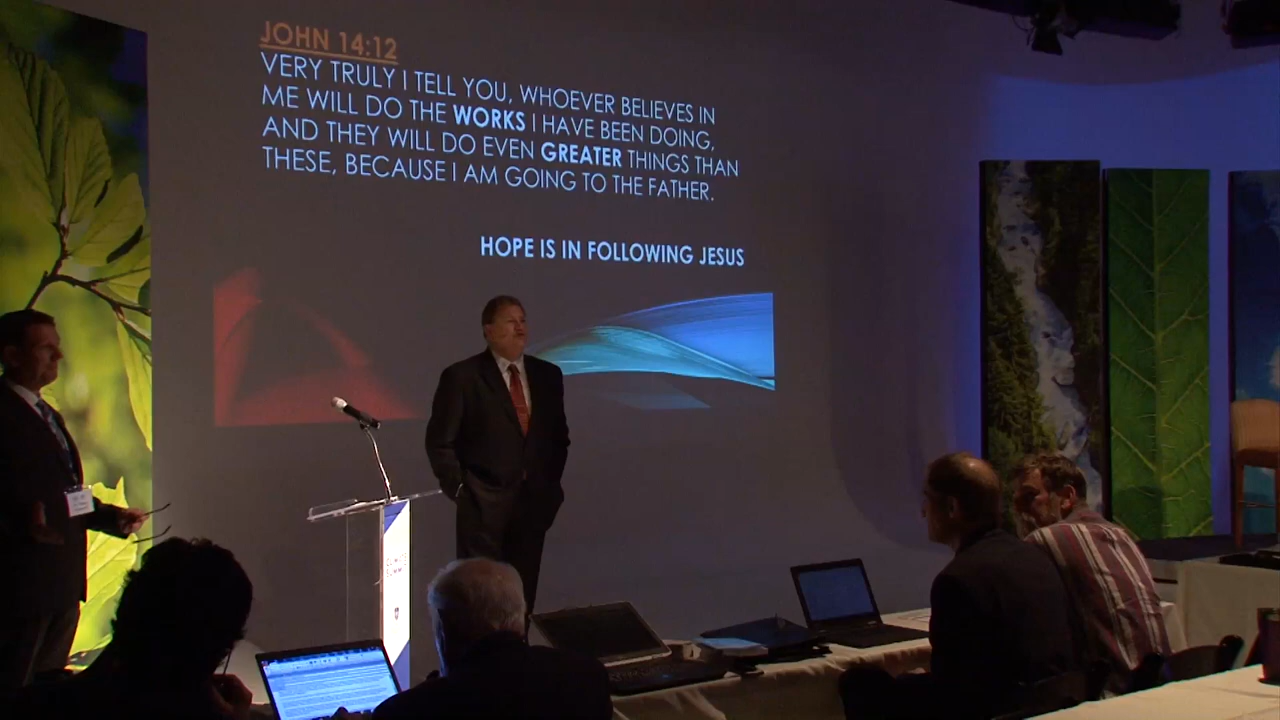 JOHN 14:12
VERY TRULY I TELL YOU, WHOEVER BELIEVES IN
ME WILL DO THE WORKS I HAVE BEEN DOING,
AND THEY WILL DO EVEN GREATER THINGS THAN
THESE, BECAUSE I AM GOING TO THE FATHER.
HOPE IS IN FOLLOWING JESUS